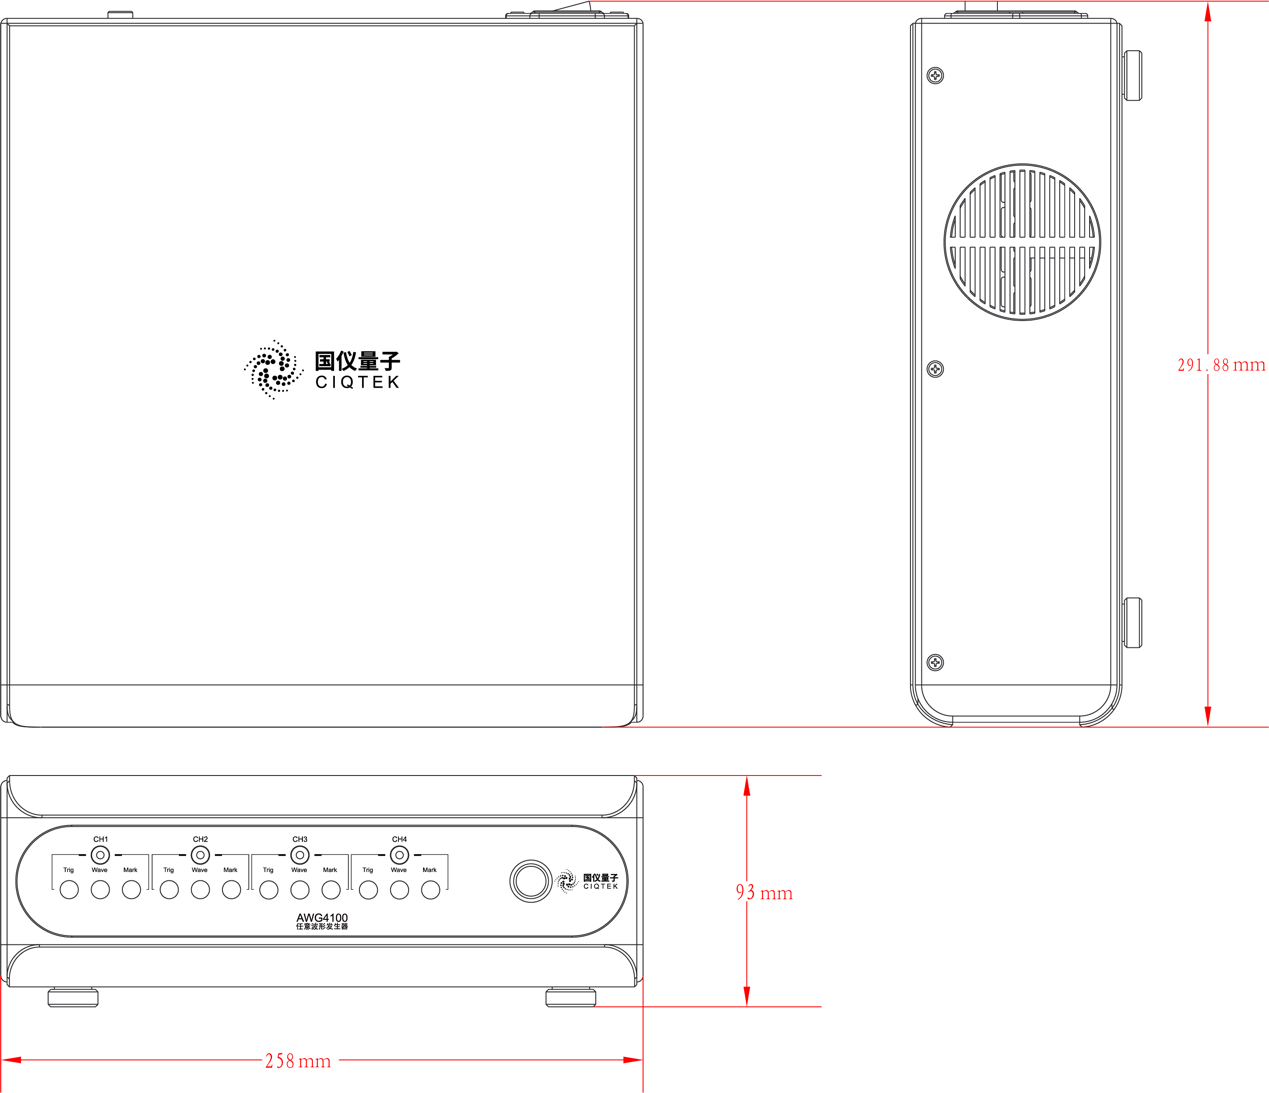 国仪量子
CIQTEK
291.88 mm
CH1 CH2 CH3 CH4
Trig Wave Mark Trig Wave Mark Trig Wave Mark Trig Wave Mark
国仪量子
CIQTEK
AWG4100
任意波形发生器
93 mm
258 mm